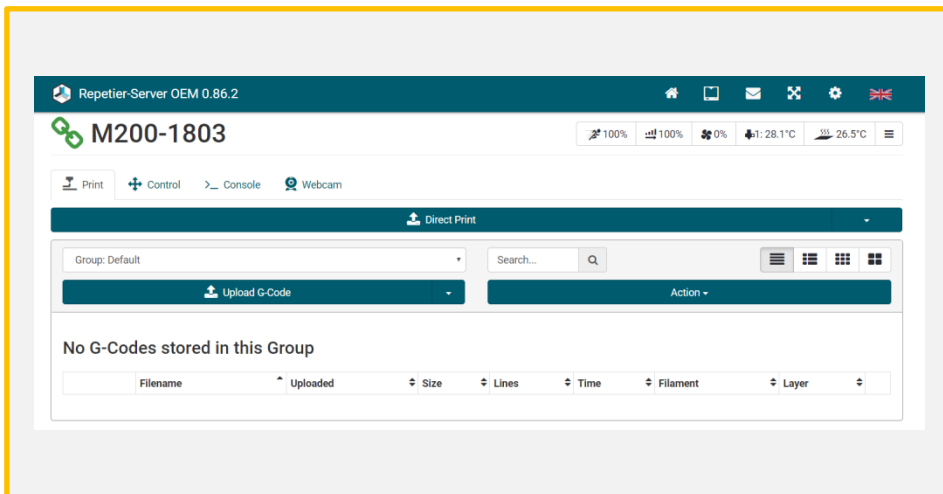 Repetier-Server OEM 0.86.2
M200-1803
100% 100% 0% 1: 28.1°C 26.5°C
Print Control Console Webcam
Direct Print
Group: Default Search...
Upload G-Code Action
No G-Codes stored in this Group
Filename Uploaded Size Lines Time Filament Layer